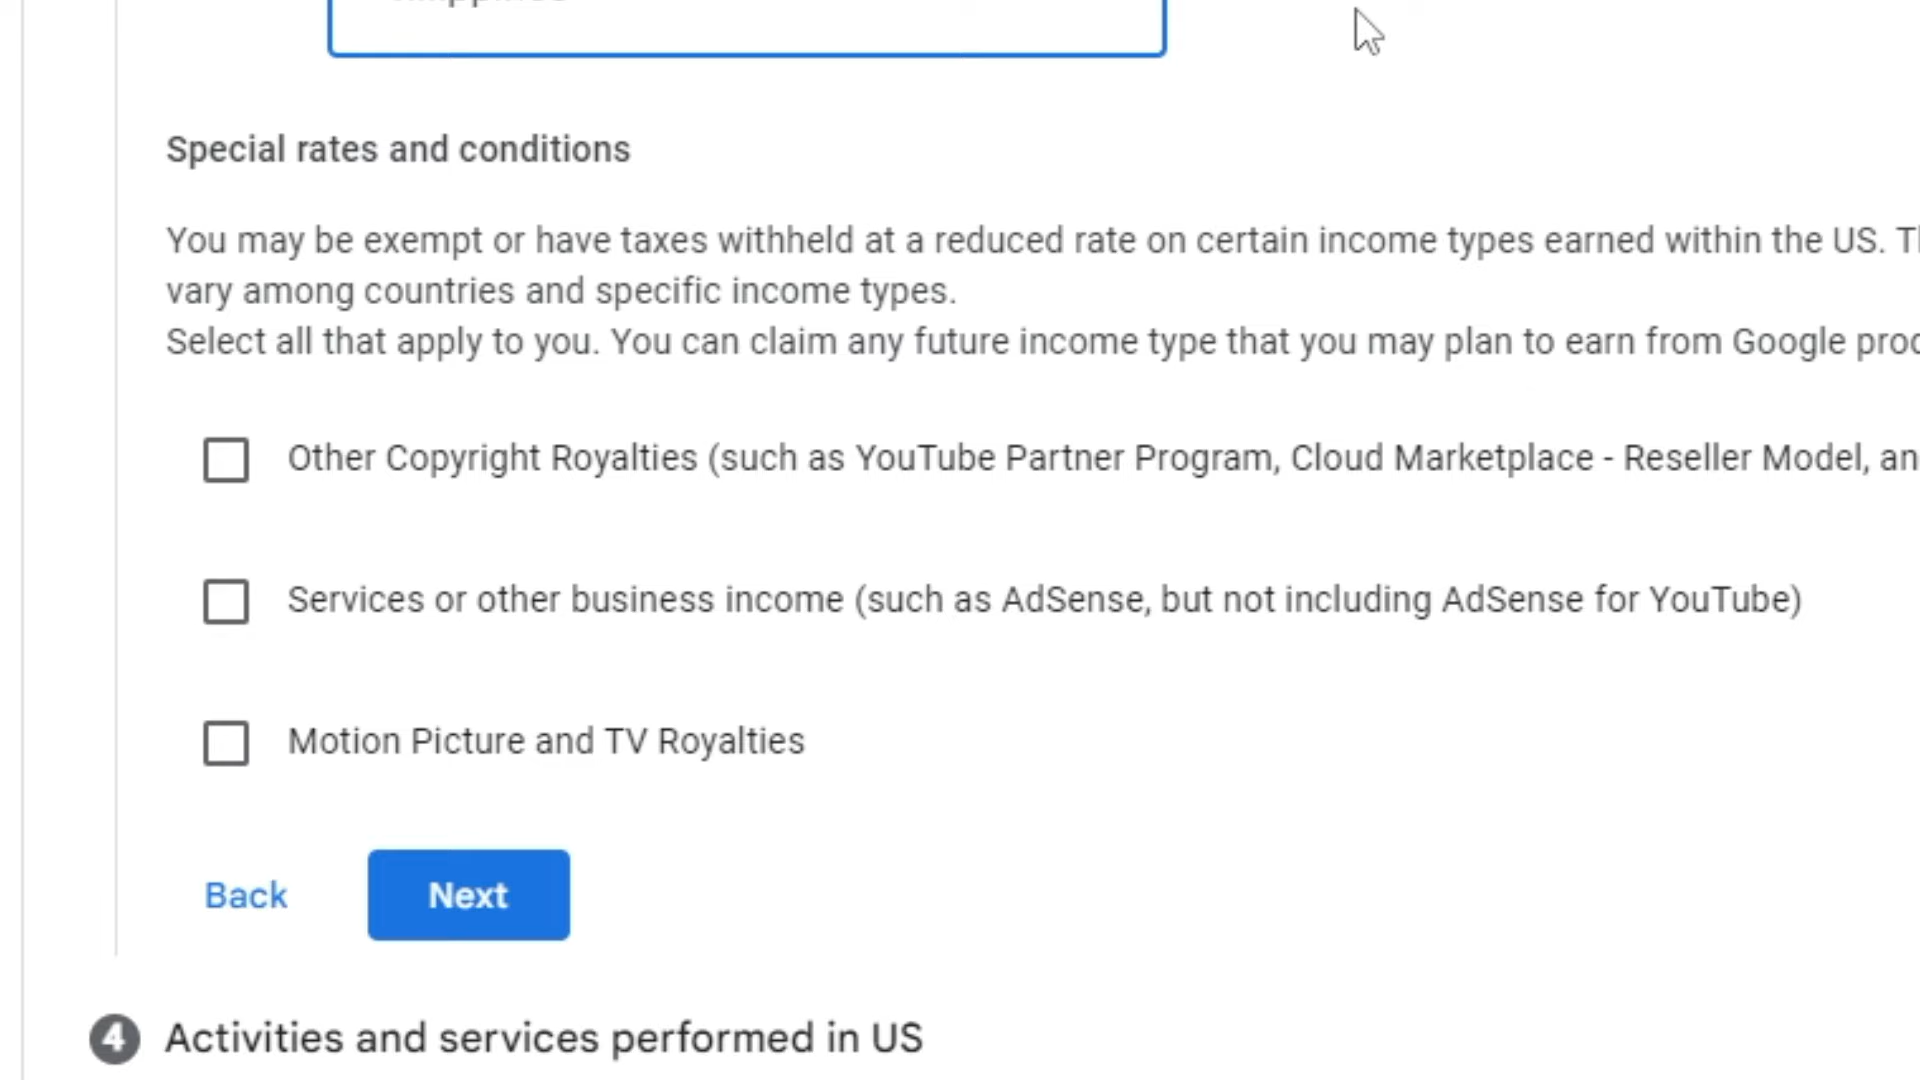 Special rates and conditions
You may be exempt or have taxes withheld at a reduced rate on certain income types earned within the US.
vary among countries and specific income types.
Select all that apply to you. You can claim any future income type that you may plan to earn from Google
Other Copyright Royalties (such as YouTube Partner Program, Cloud Marketplace - Reseller Model,
Services or other business income (such as AdSense, but not including AdSense for YouTube)
Motion Picture and TV Royalties
Back
Next
4 Activities and services performed in US